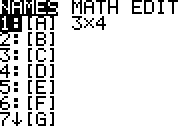 NAMES MATH EDIT
1:[A] 3×4
2:[B]
3:[C]
4:[D]
5:[E]
6:[F]
7↓[G]